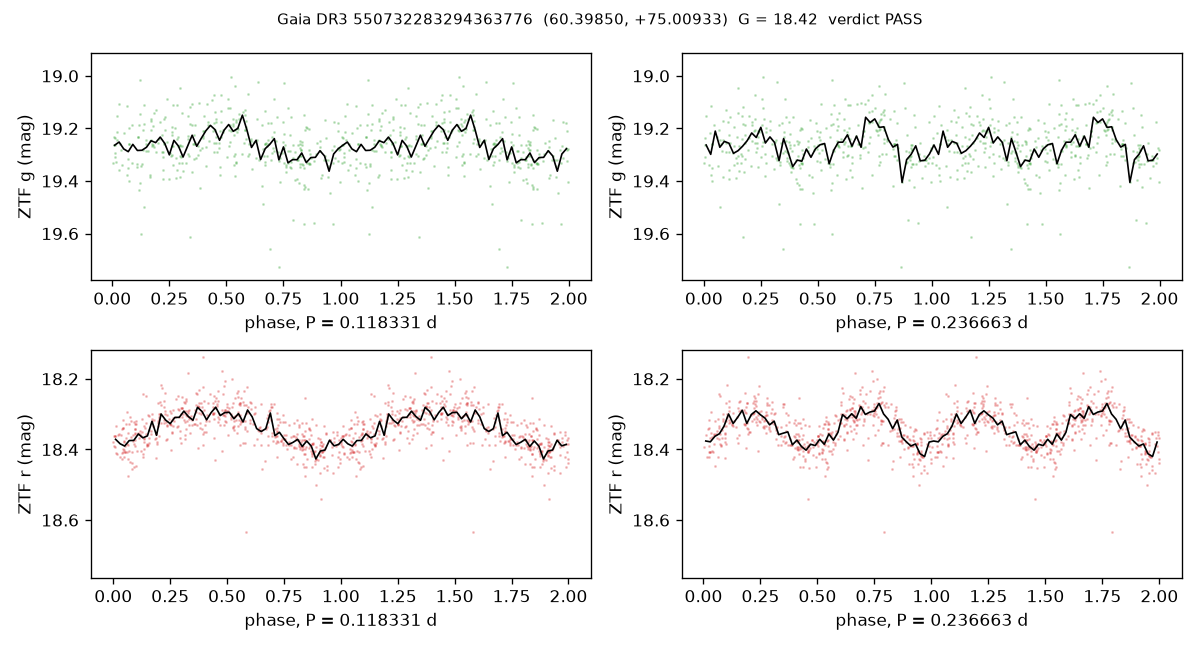 Gaia DR3 550732283294363776  (60.39850, +75.00933)  G = 18.42  verdict PASS
ZTF g (mag)
19.0
19.2
19.4
19.6
0.00 0.25 0.50 0.75 1.00 1.25 1.50 1.75 2.00
phase, P = 0.118331 d
ZTF g (mag)
19.0
19.2
19.4
19.6
0.00 0.25 0.50 0.75 1.00 1.25 1.50 1.75 2.00
phase, P = 0.236663 d
ZTF r (mag)
18.2
18.4
18.6
0.00 0.25 0.50 0.75 1.00 1.25 1.50 1.75 2.00
phase, P = 0.118331 d
ZTF r (mag)
18.2
18.4
18.6
0.00 0.25 0.50 0.75 1.00 1.25 1.50 1.75 2.00
phase, P = 0.236663 d